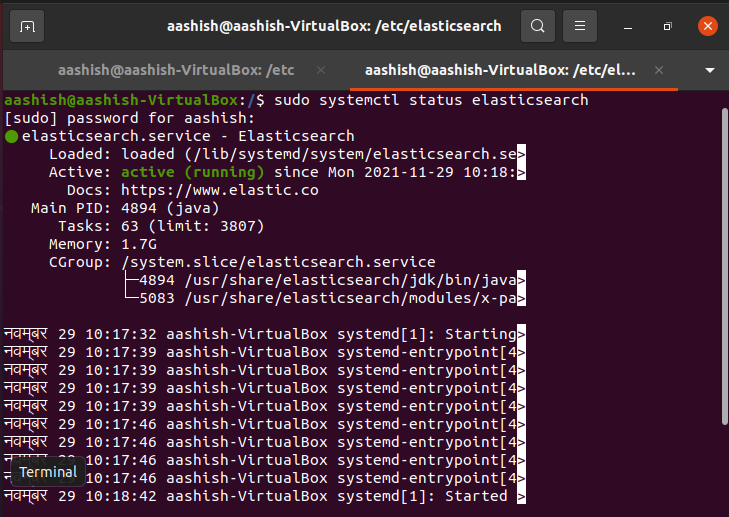 aashish@aashish-VirtualBox: /etc/elasticsearch
aashish@aashish-VirtualBox: /etc
aashish@aashish-VirtualBox: /etc/el...
aashish@aashish-VirtualBox:/$ sudo systemctl status elasticsearch
[sudo] password for aashish:
● elasticsearch.service - Elasticsearch
Loaded: loaded (/lib/systemd/system/elasticsearch.se>
Active: active (running) since Mon 2021-11-29 10:18:>
Docs: https://www.elastic.co
Main PID: 4894 (java)
Tasks: 63 (limit: 3807)
Memory: 1.7G
CGroup: /system.slice/elasticsearch.service
├─4894 /usr/share/elasticsearch/jdk/bin/java>
└─5083 /usr/share/elasticsearch/modules/x-pa>
नवम्बर 29 10:17:32 aashish-VirtualBox systemd[1]: Starting>
नवम्बर 29 10:17:39 aashish-VirtualBox systemd-entrypoint[4>
नवम्बर 29 10:17:39 aashish-VirtualBox systemd-entrypoint[4>
नवम्बर 29 10:17:39 aashish-VirtualBox systemd-entrypoint[4>
नवम्बर 29 10:17:39 aashish-VirtualBox systemd-entrypoint[4>
नवम्बर 29 10:17:46 aashish-VirtualBox systemd-entrypoint[4>
नवम्बर 29 10:17:46 aashish-VirtualBox systemd-entrypoint[4>
नवम्बर 29 10:17:46 aashish-VirtualBox systemd-entrypoint[4>
29 10:17:46 aashish-VirtualBox systemd-entrypoint[4>
Terminal
नवम्बर 29 10:18:42 aashish-VirtualBox systemd[1]: Started >